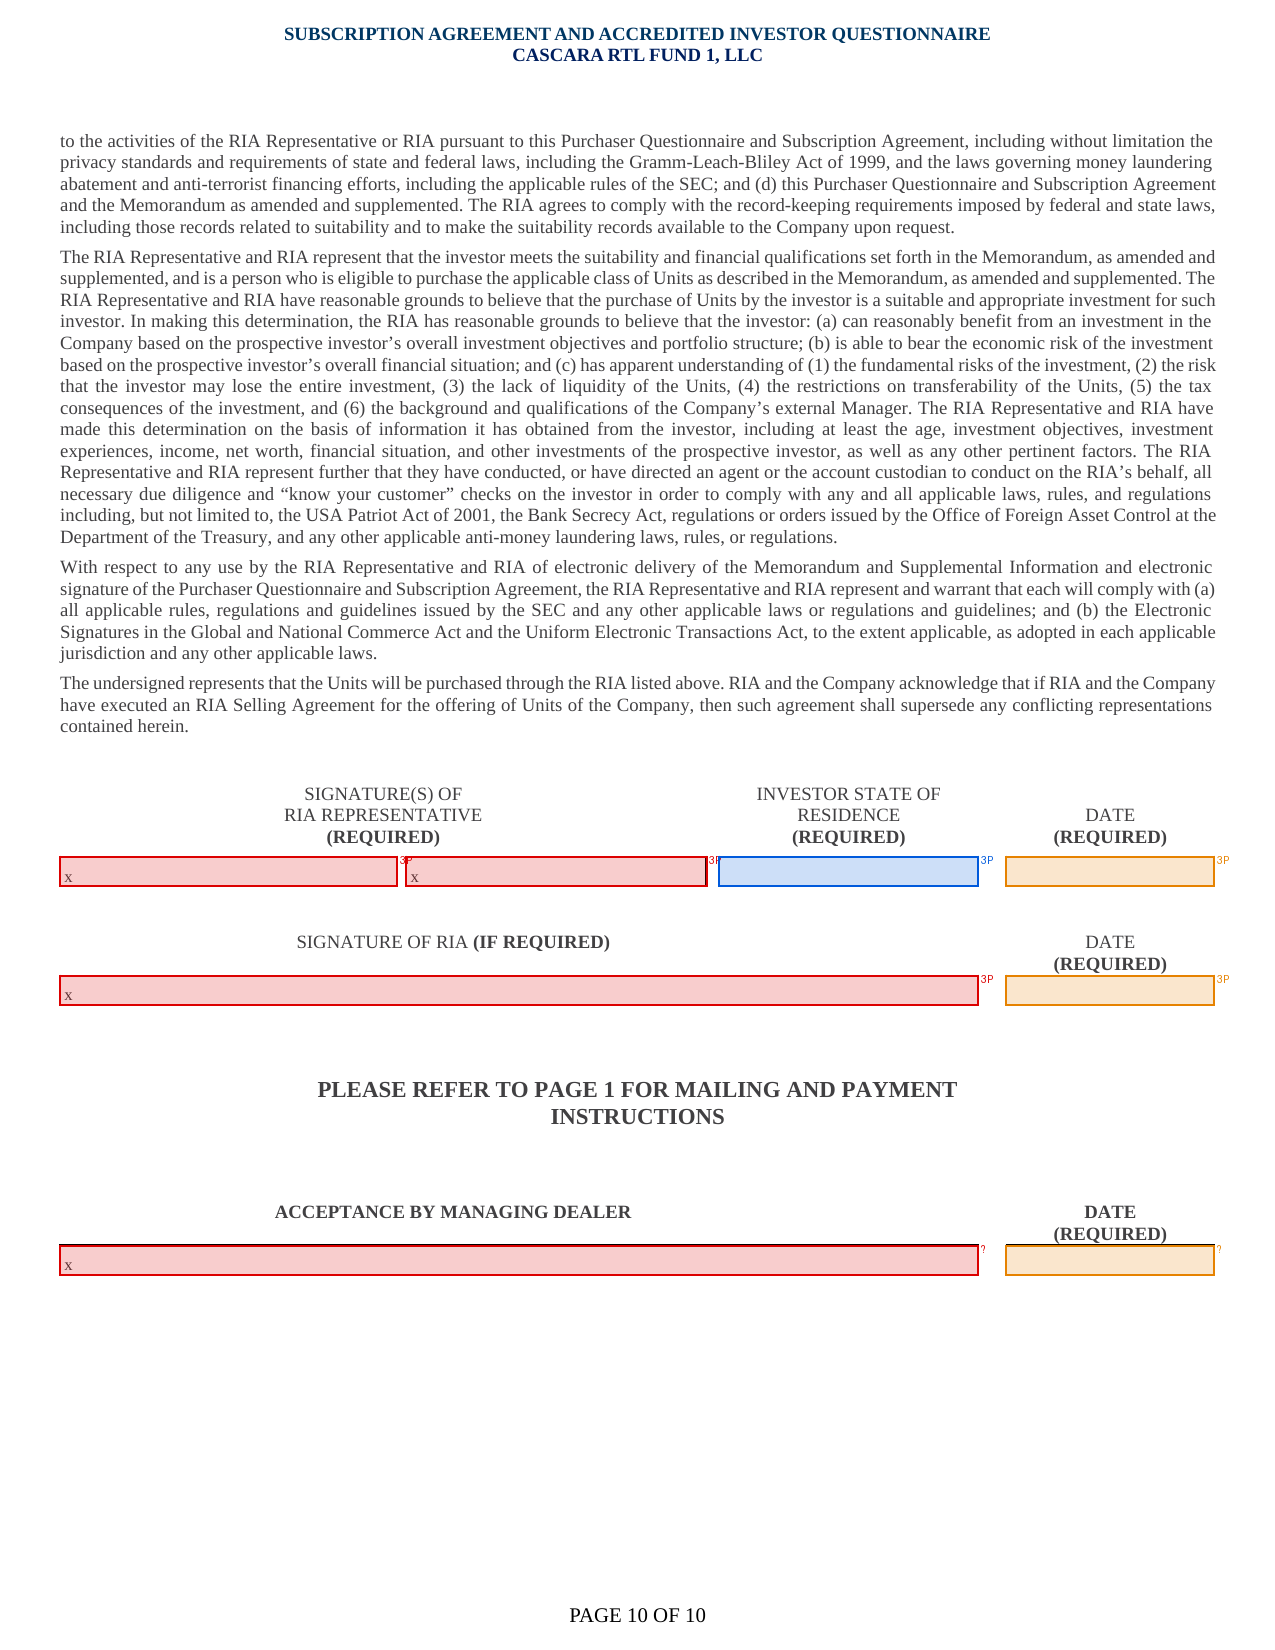 SUBSCRIPTION AGREEMENT AND ACCREDITED INVESTOR QUESTIONNAIRE
CASCARA RTL FUND 1, LLC
to the activities of the RIA Representative or RIA pursuant to this Purchaser Questionnaire and Subscription Agreement, including without limitation the
privacy standards and requirements of state and federal laws, including the Gramm-Leach-Bliley Act of 1999, and the laws governing money laundering
abatement and anti-terrorist financing efforts, including the applicable rules of the SEC; and (d) this Purchaser Questionnaire and Subscription Agreement
and the Memorandum as amended and supplemented. The RIA agrees to comply with the record-keeping requirements imposed by federal and state laws,
including those records related to suitability and to make the suitability records available to the Company upon request.
The RIA Representative and RIA represent that the investor meets the suitability and financial qualifications set forth in the Memorandum, as amended and
supplemented, and is a person who is eligible to purchase the applicable class of Units as described in the Memorandum, as amended and supplemented. The
RIA Representative and RIA have reasonable grounds to believe that the purchase of Units by the investor is a suitable and appropriate investment for such
investor. In making this determination, the RIA has reasonable grounds to believe that the investor: (a) can reasonably benefit from an investment in the
Company based on the prospective investor’s overall investment objectives and portfolio structure; (b) is able to bear the economic risk of the investment
based on the prospective investor’s overall financial situation; and (c) has apparent understanding of (1) the fundamental risks of the investment, (2) the risk
that the investor may lose the entire investment, (3) the lack of liquidity of the Units, (4) the restrictions on transferability of the Units, (5) the tax
consequences of the investment, and (6) the background and qualifications of the Company’s external Manager. The RIA Representative and RIA have
made this determination on the basis of information it has obtained from the investor, including at least the age, investment objectives, investment
experiences, income, net worth, financial situation, and other investments of the prospective investor, as well as any other pertinent factors. The RIA
Representative and RIA represent further that they have conducted, or have directed an agent or the account custodian to conduct on the RIA’s behalf, all
necessary due diligence and “know your customer” checks on the investor in order to comply with any and all applicable laws, rules, and regulations
including, but not limited to, the USA Patriot Act of 2001, the Bank Secrecy Act, regulations or orders issued by the Office of Foreign Asset Control at the
Department of the Treasury, and any other applicable anti-money laundering laws, rules, or regulations.
With respect to any use by the RIA Representative and RIA of electronic delivery of the Memorandum and Supplemental Information and electronic
signature of the Purchaser Questionnaire and Subscription Agreement, the RIA Representative and RIA represent and warrant that each will comply with (a)
all applicable rules, regulations and guidelines issued by the SEC and any other applicable laws or regulations and guidelines; and (b) the Electronic
Signatures in the Global and National Commerce Act and the Uniform Electronic Transactions Act, to the extent applicable, as adopted in each applicable
jurisdiction and any other applicable laws.
The undersigned represents that the Units will be purchased through the RIA listed above. RIA and the Company acknowledge that if RIA and the Company
have executed an RIA Selling Agreement for the offering of Units of the Company, then such agreement shall supersede any conflicting representations
contained herein.
SIGNATURE(S) OF
RIA REPRESENTATIVE
(REQUIRED)
INVESTOR STATE OF
RESIDENCE
(REQUIRED)
DATE
(REQUIRED)
x 3P x 3P 3P 3P
SIGNATURE OF RIA (IF REQUIRED)
DATE
(REQUIRED)
x 3P 3P
PLEASE REFER TO PAGE 1 FOR MAILING AND PAYMENT
INSTRUCTIONS
ACCEPTANCE BY MANAGING DEALER
DATE
(REQUIRED)
x ? ?
PAGE 10 OF 10